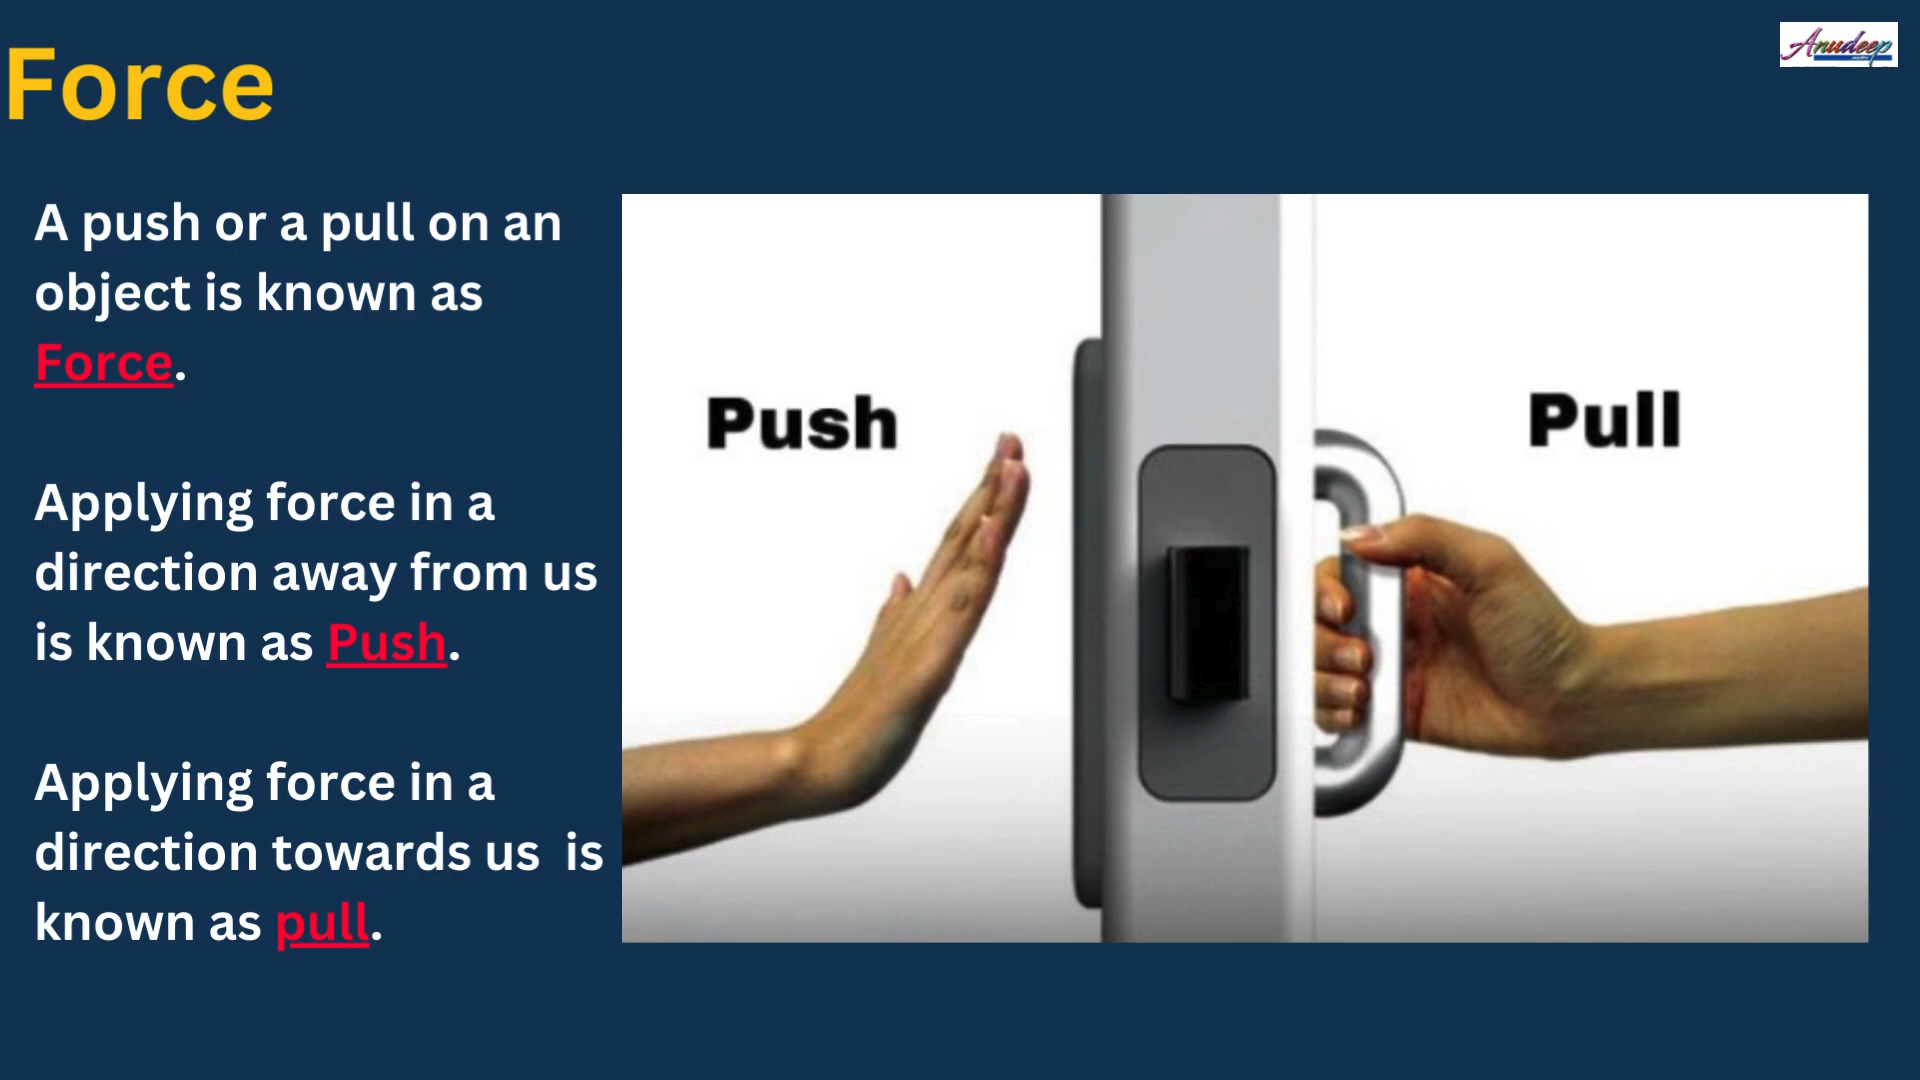 Force
Anudeep
A push or a pull on an
object is known as
Force.
Applying force in a
direction away from us
is known as Push.
Applying force in a
direction towards us  is
known as pull.
Push
Pull